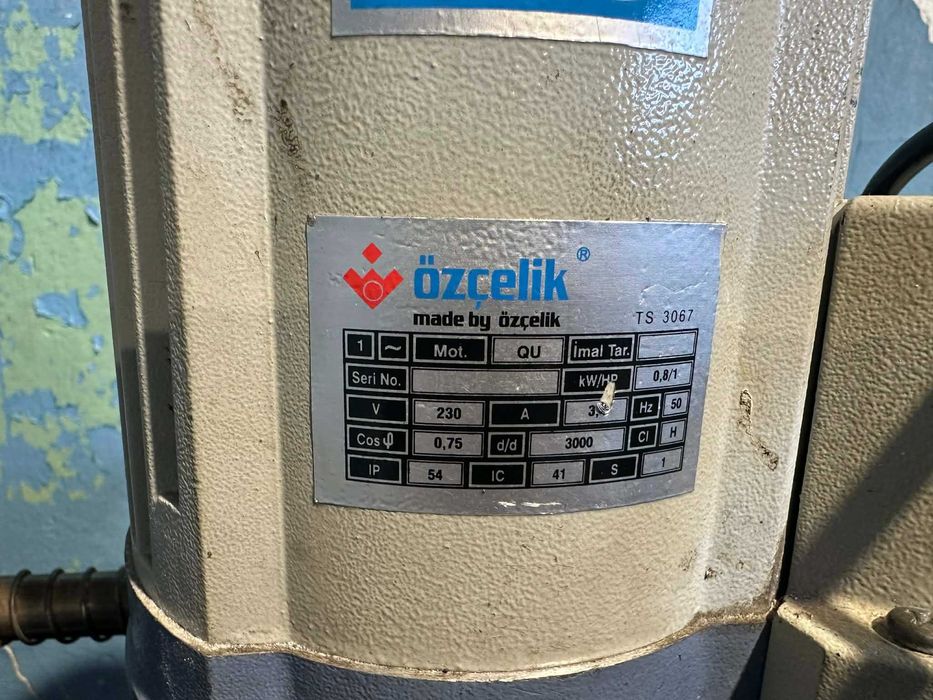 özçelik ®
made by özçelik TS 3067
1 ~ Mot. QU İmal Tar.
Seri No. kW/HP 0,8/1
V 230 A Hz 50
Cos φ 0,75 d/d 3000 Cl H
IP 54 IC 41 S 1